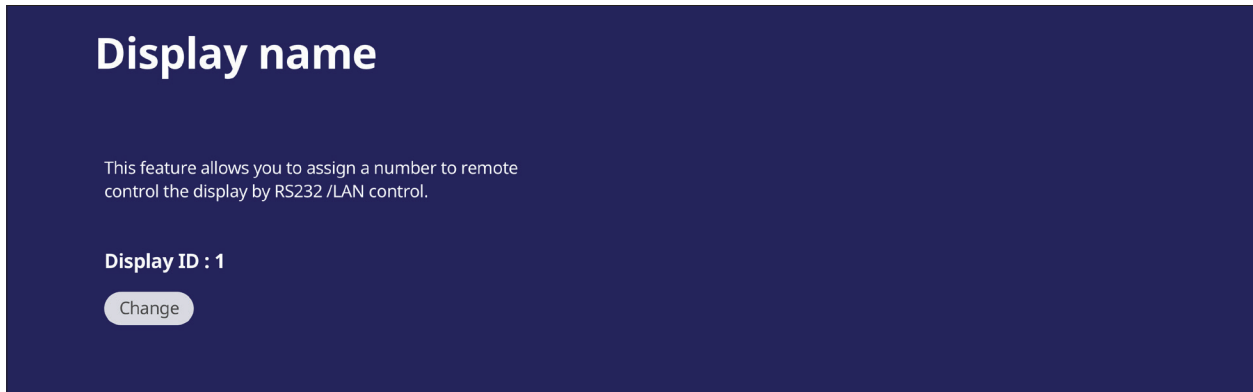 Display name
This feature allows you to assign a number to remote
control the display by RS232 /LAN control.
Display ID : 1
Change